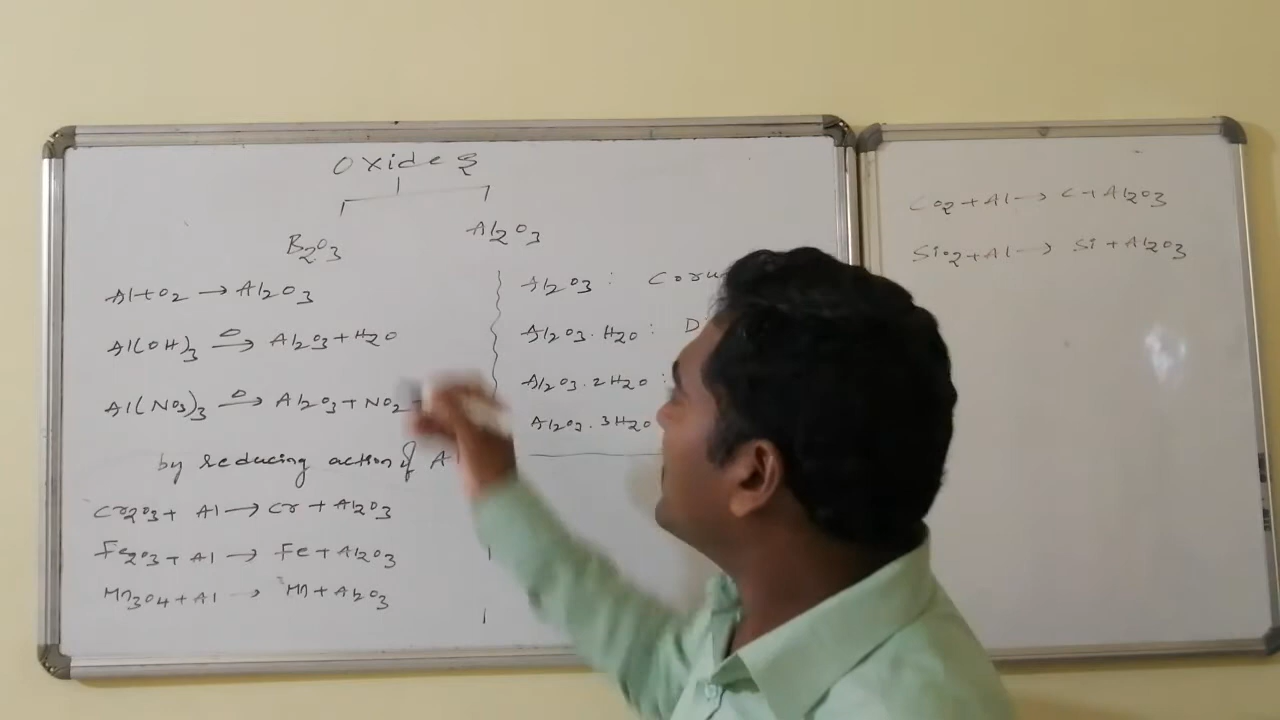 Oxides
B2O3
Al2O3
Al+O2 → Al2O3
Al(OH)3 →Δ Al2O3+H2O
Al(NO3)3 →Δ Al2O3+NO2+
by reducing action of Al
Cr2O3+ Al → Cr + Al2O3
Fe2O3+Al → Fe+Al2O3
Mn3O4+Al → Mn+Al2O3
Al2O3 :
Al2O3.H2O :
Al2O3.2H2O :
Al2O3.3H2O
CO2+Al → C+Al2O3
SiO2+Al → Si+Al2O3